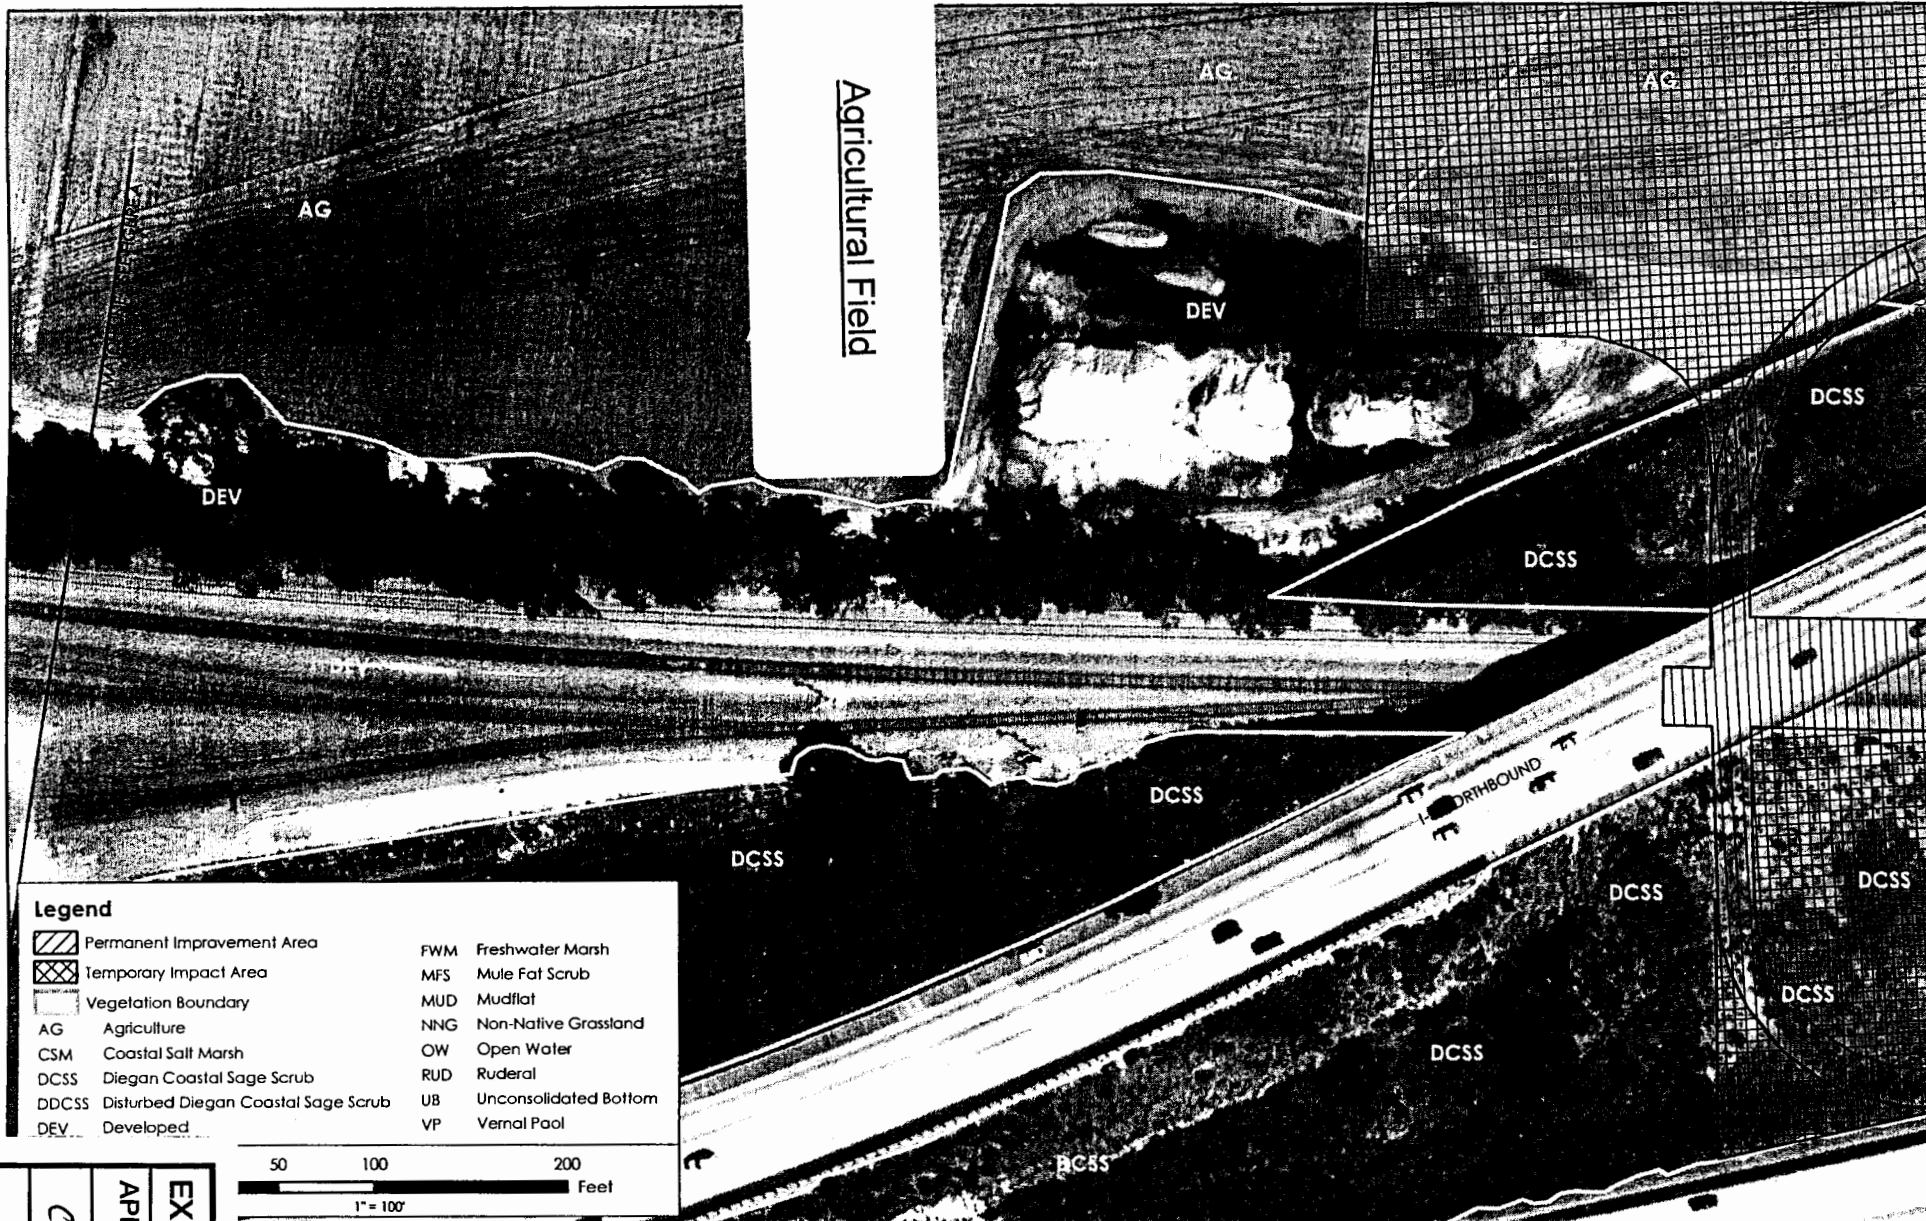 Agricultural Field
AG
AG
AG
DEV
DCSS
DEV
DCSS
DEV
DCSS
DCSS
DCSS
DCSS
DCSS
DCSS
DCSS
Legend
Permanent Improvement Area
Temporary Impact Area
Vegetation Boundary
AG Agriculture
CSM Coastal Salt Marsh
DCSS Diegan Coastal Sage Scrub
DDCSS Disturbed Diegan Coastal Sage Scrub
DEV Developed
FWM Freshwater Marsh
MFS Mule Fat Scrub
MUD Mudflat
NNG Non-Native Grassland
OW Open Water
RUD Ruderal
UB Unconsolidated Bottom
VP Vernal Pool
50 100 200
Feet
1" = 100'
EX